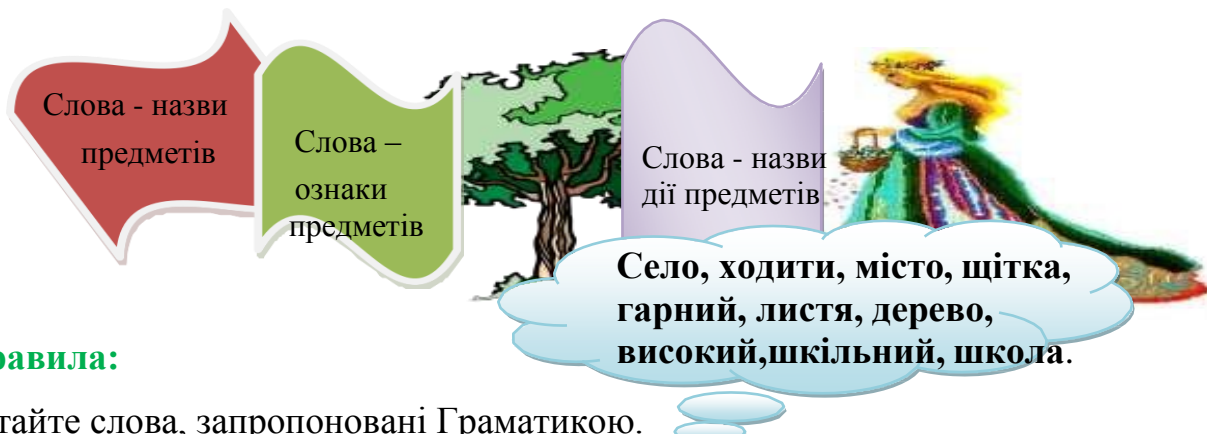 Слова - назви
предметів
Слова –
ознаки
предметів
Слова - назви
дії предметів
Село, ходити, місто, щітка,
гарний, листя, дерево,
високий,шкільний, школа.
равила:
тайте слова, запропоновані Граматикою.